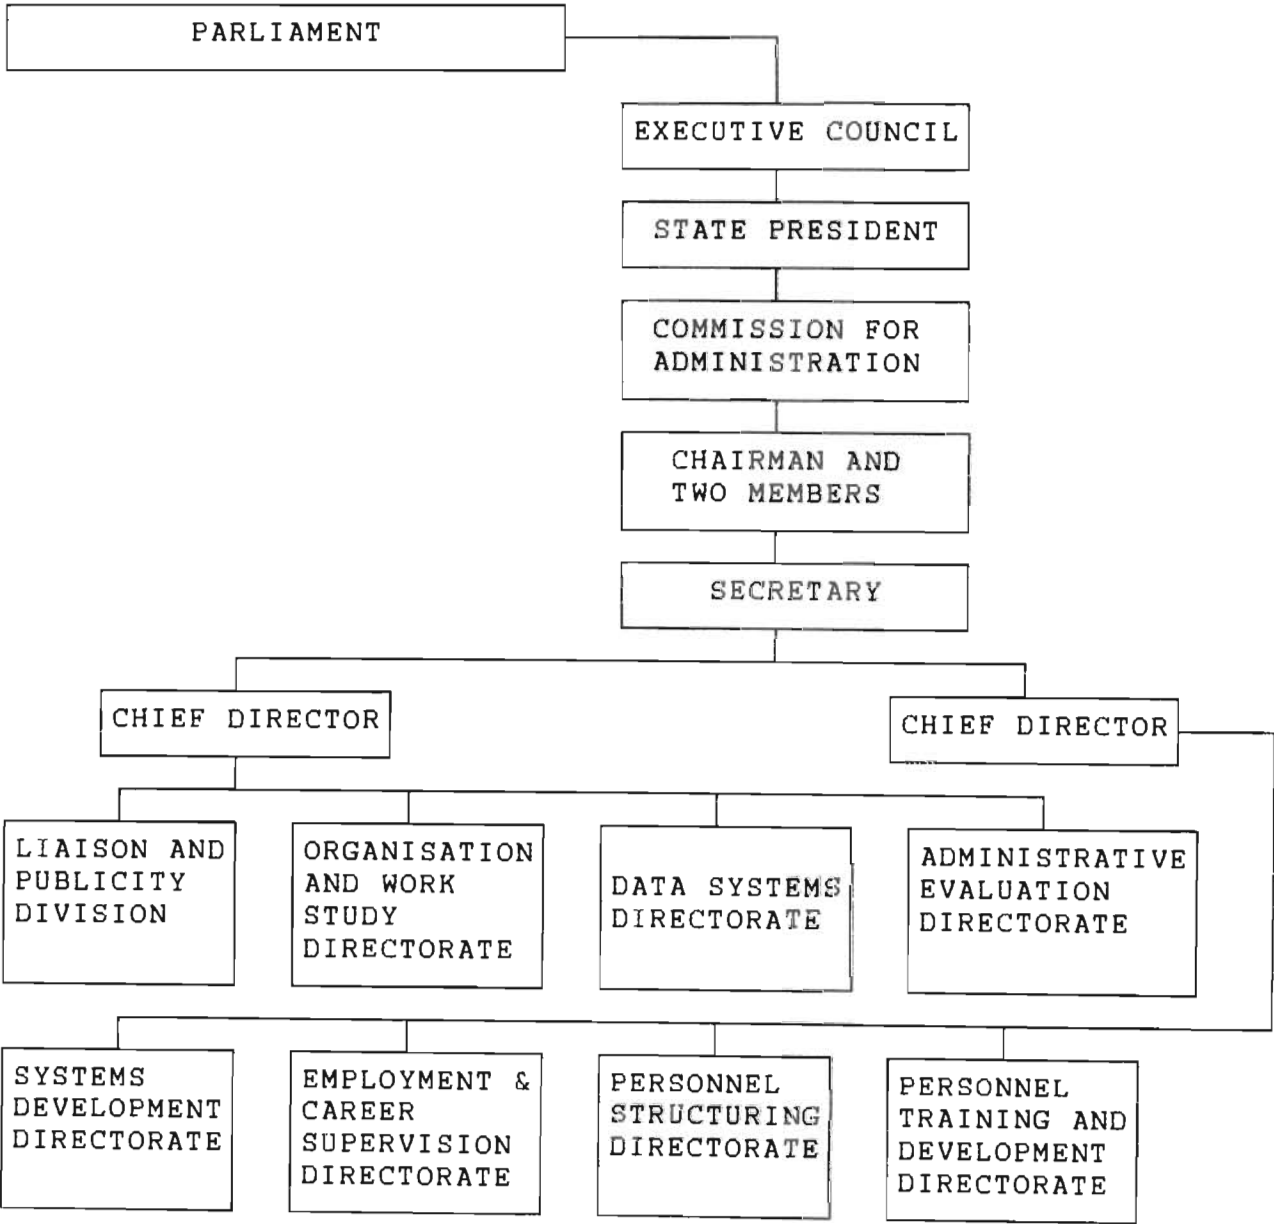 PARLIAMENT
EXECUTIVE COUNCIL
STATE PRESIDENT
COMMISSION FOR
ADMINISTRATION
CHAIRMAN AND
TWO MEMBERS
SECRETARY
CHIEF DIRECTOR
CHIEF DIRECTOR
LIAISON AND
PUBLICITY
DIVISION
ORGANISATION
AND WORK
STUDY
DIRECTORATE
DATA SYSTEMS
DIRECTORATE
ADMINISTRATIVE
EVALUATION
DIRECTORATE
SYSTEMS
DEVELOPMENT
DIRECTORATE
EMPLOYMENT &
CAREER
SUPERVISION
DIRECTORATE
PERSONNEL
STRUCTURING
DIRECTORATE
PERSONNEL
TRAINING AND
DEVELOPMENT
DIRECTORATE